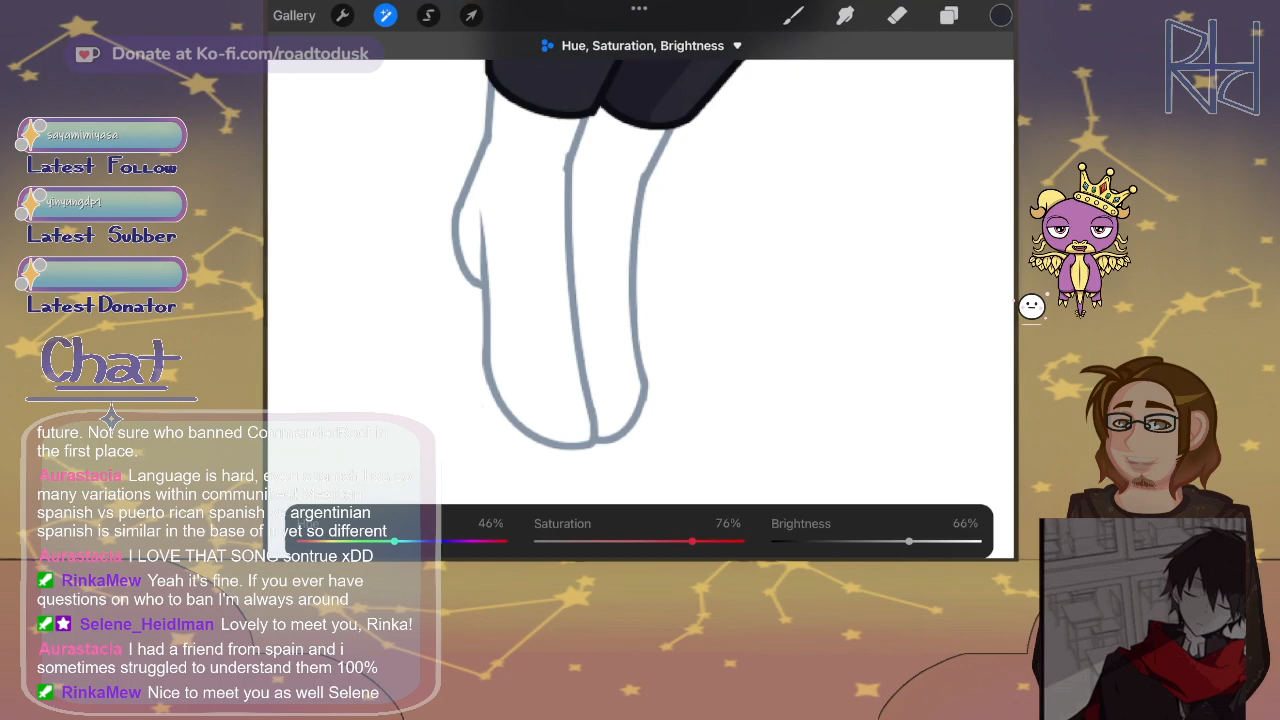 Gallery
Hue, Saturation, Brightness
Donate at Ko-fi.com/roadtodusk
sayamimiyasa
Latest Follow
yinyangdp1
Latest Subber
Latest Donator
Chat
future. Not sure who banned
the first place.
Aurastacia Language is hard,
many variations within
spanish vs puerto rican spanish vs argentinian
spanish is similar in the base of it yet so different
Aurastacia I LOVE THAT SONG sontrue xDD
RinkaMew Yeah it's fine. If you ever have
questions on who to ban I'm always around
Selene_Heidlman Lovely to meet you, Rinka!
Aurastacia I had a friend from spain and i
sometimes struggled to understand them 100%
RinkaMew Nice to meet you as well Selene
Hue 46%
Saturation 76%
Brightness 66%